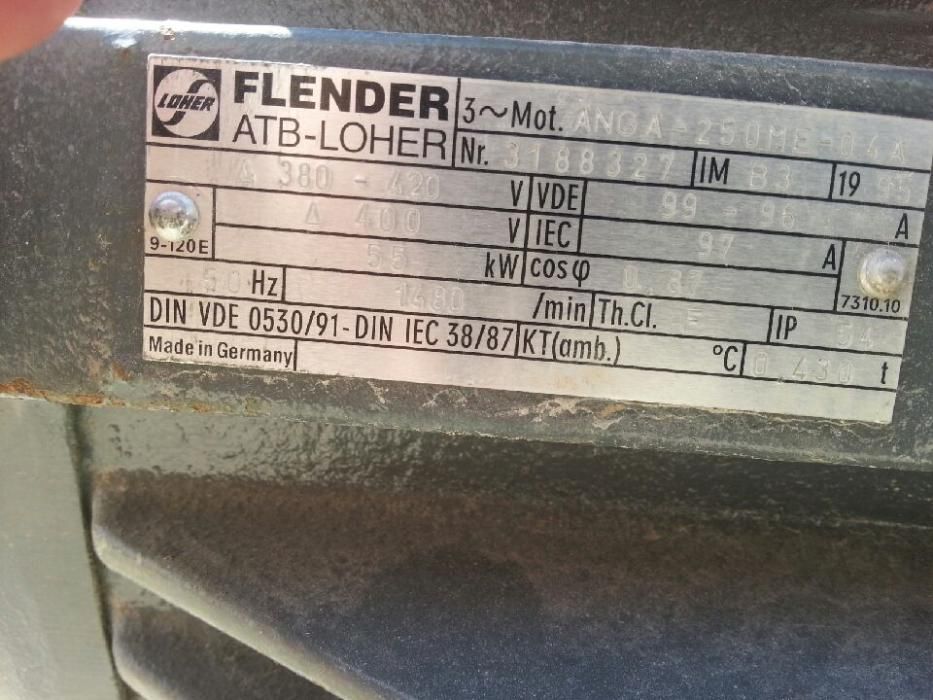 LOHER FLENDER ATB-LOHER
3~Mot. ANGA-250ME-04A
Nr. 3188327 IM B3 19 95
Δ 380 - 420 V VDE 99 - 96 A
Δ 400 V IEC 97 A
9-120E
55 kW cosφ 0,87
7310.10
50 Hz 1480 /min Th.Cl. F IP 54
DIN VDE 0530/91-DIN IEC 38/87 KT(amb.) °C 0,430 t
Made in Germany